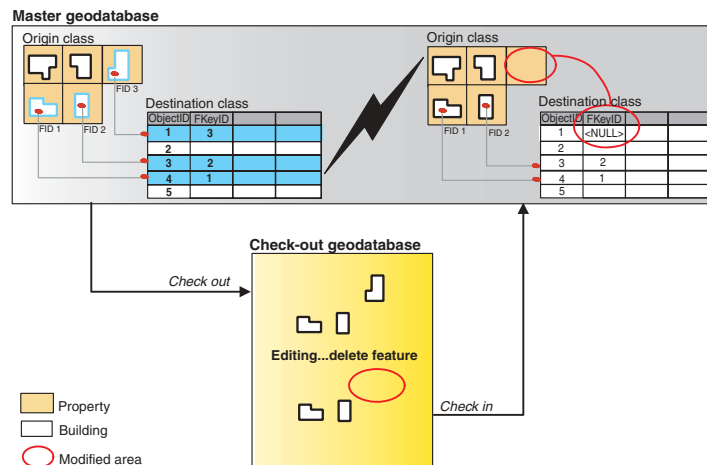 Master geodatabase
Origin class
FID 3
FID 1
FID 2
Destination class
ObjectID FKeyID
1 3
2
3 2
4 1
5
Origin class
FID 1
FID 2
Destination class
ObjectID FKeyID
1 <NULL>
2
3 2
4 1
5
Check-out geodatabase
Check out
Editing...delete feature
Check in
Property
Building
Modified area